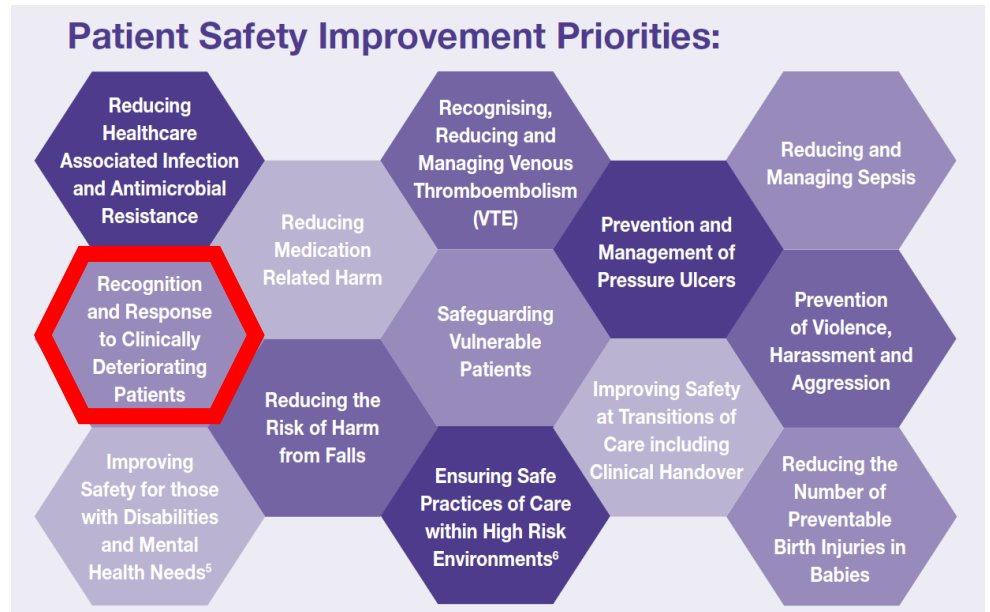 Patient Safety Improvement Priorities:
Reducing
Healthcare
Associated Infection
and Antimicrobial
Resistance
Recognition
and Response
to Clinically
Deteriorating
Patients
Improving
Safety for those
with Disabilities
and Mental
Health Needs⁵
Reducing
Medication
Related Harm
Reducing the
Risk of Harm
from Falls
Recognising,
Reducing and
Managing Venous
Thromboembolism
(VTE)
Safeguarding
Vulnerable
Patients
Ensuring Safe
Practices of Care
within High Risk
Environments⁶
Prevention and
Management of
Pressure Ulcers
Improving Safety
at Transitions of
Care including
Clinical Handover
Reducing and
Managing Sepsis
Prevention
of Violence,
Harassment and
Aggression
Reducing the
Number of
Preventable
Birth Injuries in
Babies